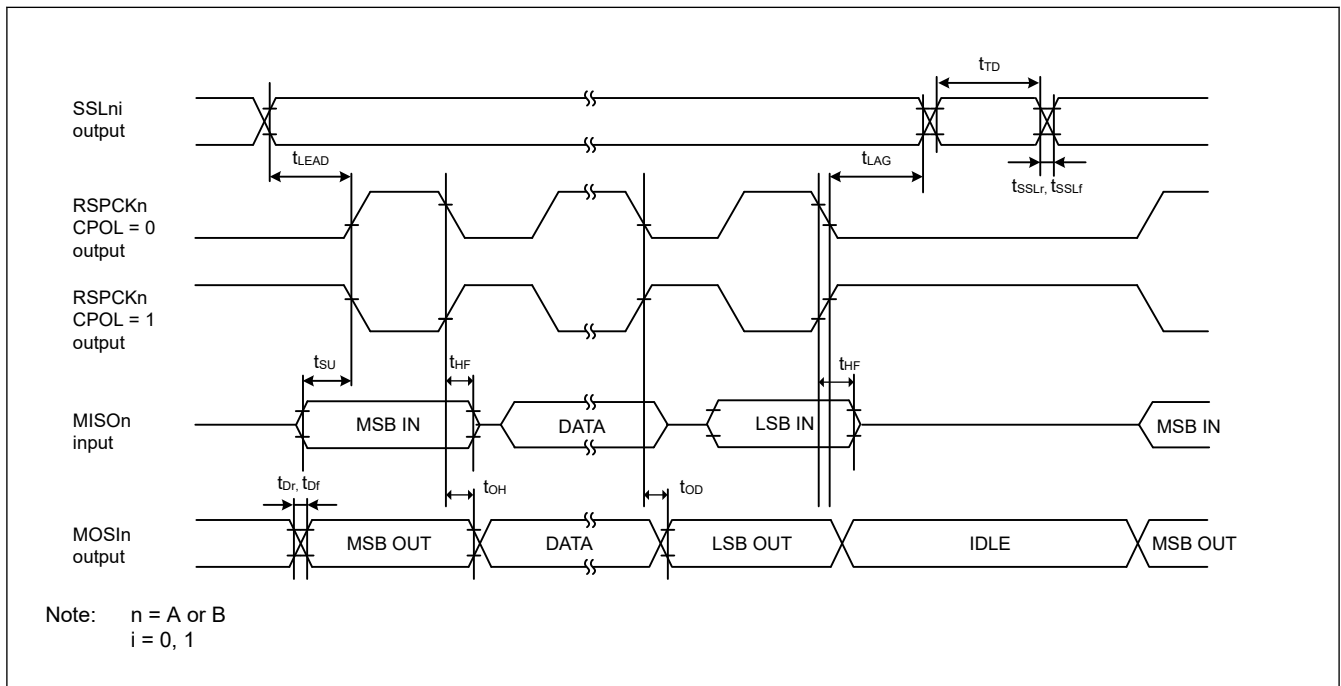 tTD
SSLni
output
tLEAD
tLAG
tSSLr, tSSLf
RSPCKn
CPOL = 0
output
RSPCKn
CPOL = 1
output
tSU
tHF
tHF
MISOn
input
MSB IN
DATA
LSB IN
MSB IN
tDr, tDf
tOH
tOD
MOSIn
output
MSB OUT
DATA
LSB OUT
IDLE
MSB OUT
Note: n = A or B
i = 0, 1